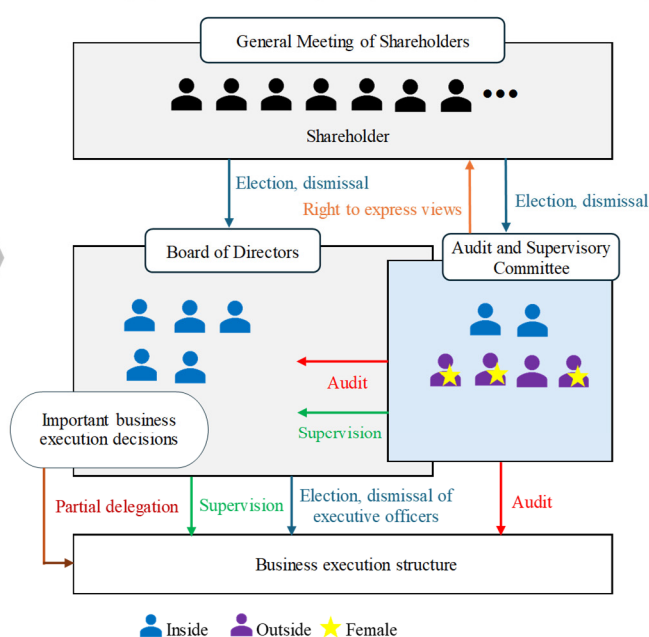 General Meeting of Shareholders
Shareholder
Election, dismissal
Right to express views
Election, dismissal
Board of Directors
Audit and Supervisory
Committee
Audit
Supervision
Important business
execution decisions
Partial delegation
Supervision
Election, dismissal of
executive officers
Audit
Business execution structure
Inside
Outside
Female